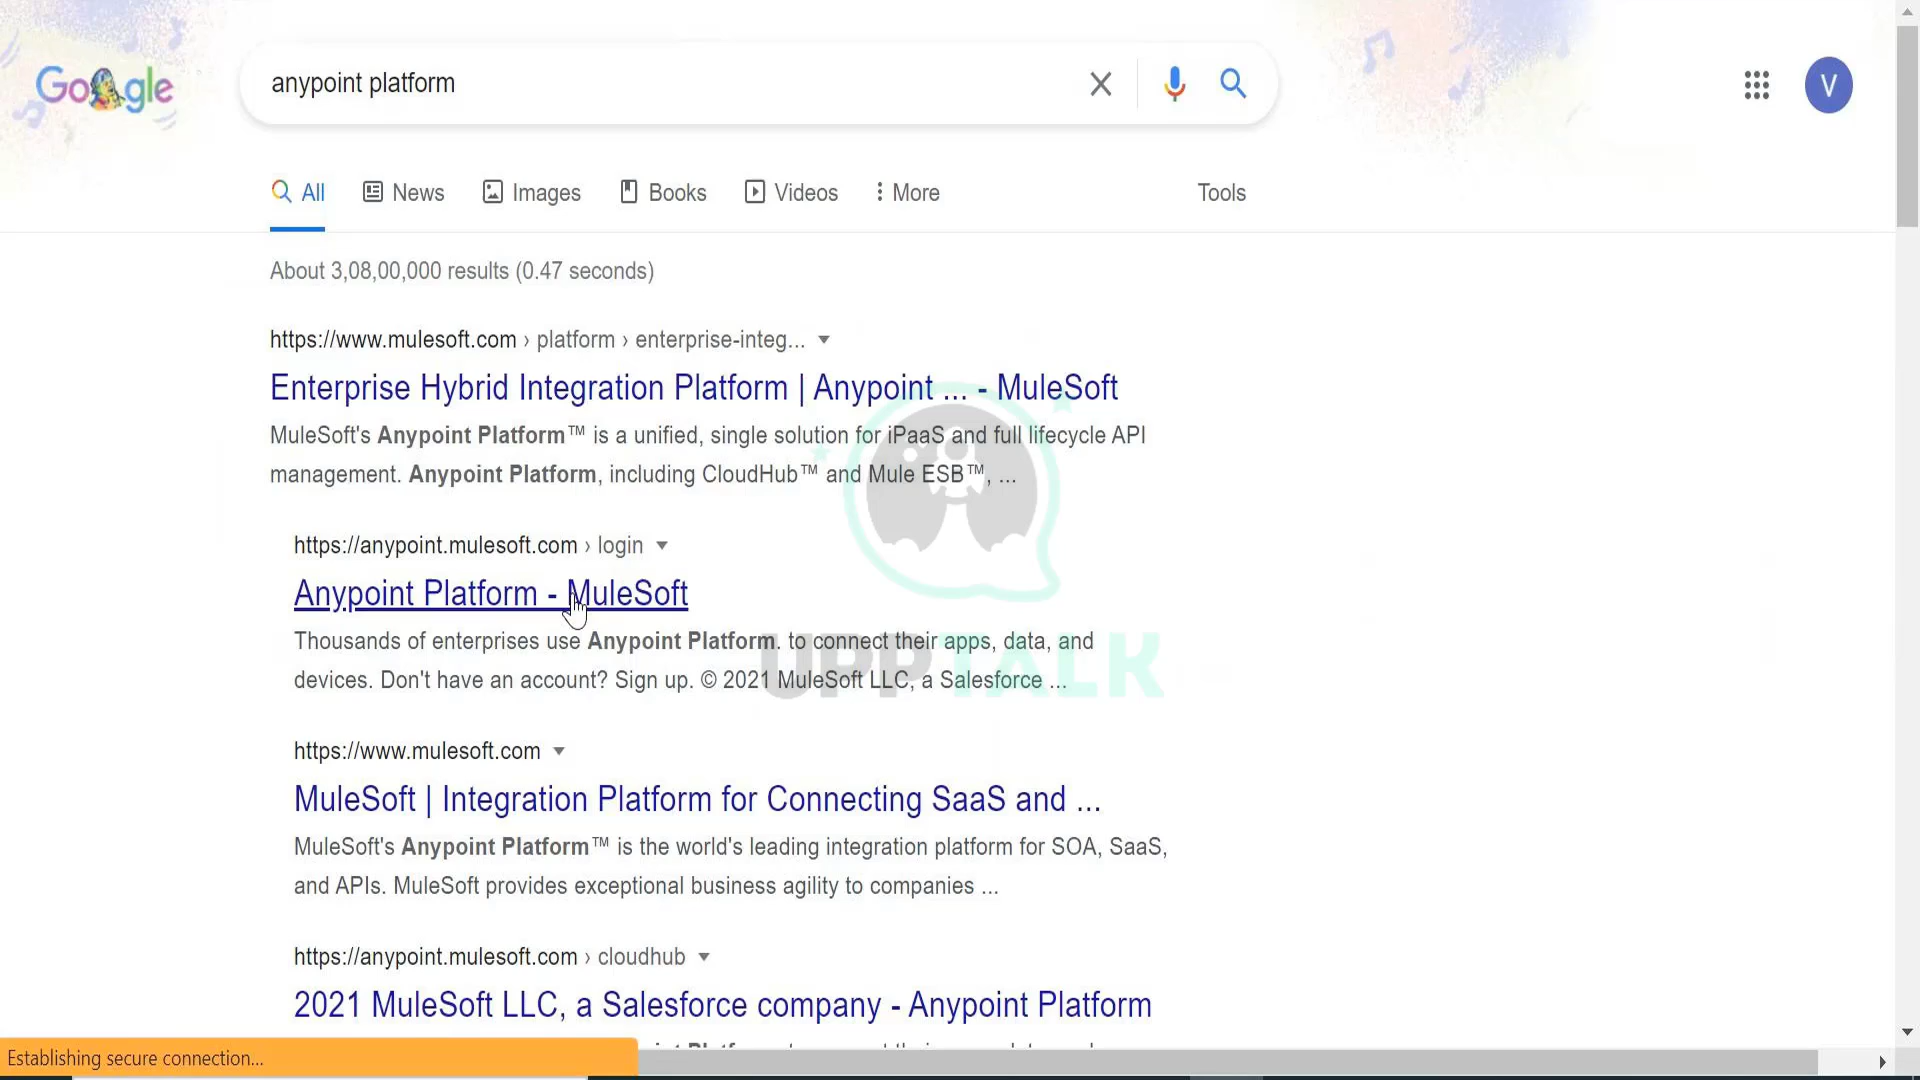 Google
anypoint platform
V
All News Images Books Videos More Tools
About 3,08,00,000 results (0.47 seconds)
https://www.mulesoft.com › platform › enterprise-integ...
Enterprise Hybrid Integration Platform | Anypoint ... - MuleSoft
MuleSoft's Anypoint Platform™ is a unified, single solution for iPaaS and full lifecycle API
management. Anypoint Platform, including CloudHub™ and Mule ESB™, ...
https://anypoint.mulesoft.com › login
Anypoint Platform - MuleSoft
Thousands of enterprises use Anypoint Platform. to connect their apps, data, and
devices. Don't have an account? Sign up. © 2021 MuleSoft LLC, a Salesforce ...
UPPTALK
https://www.mulesoft.com
MuleSoft | Integration Platform for Connecting SaaS and ...
MuleSoft's Anypoint Platform™ is the world's leading integration platform for SOA, SaaS,
and APIs. MuleSoft provides exceptional business agility to companies ...
https://anypoint.mulesoft.com › cloudhub
2021 MuleSoft LLC, a Salesforce company - Anypoint Platform
Establishing secure connection...